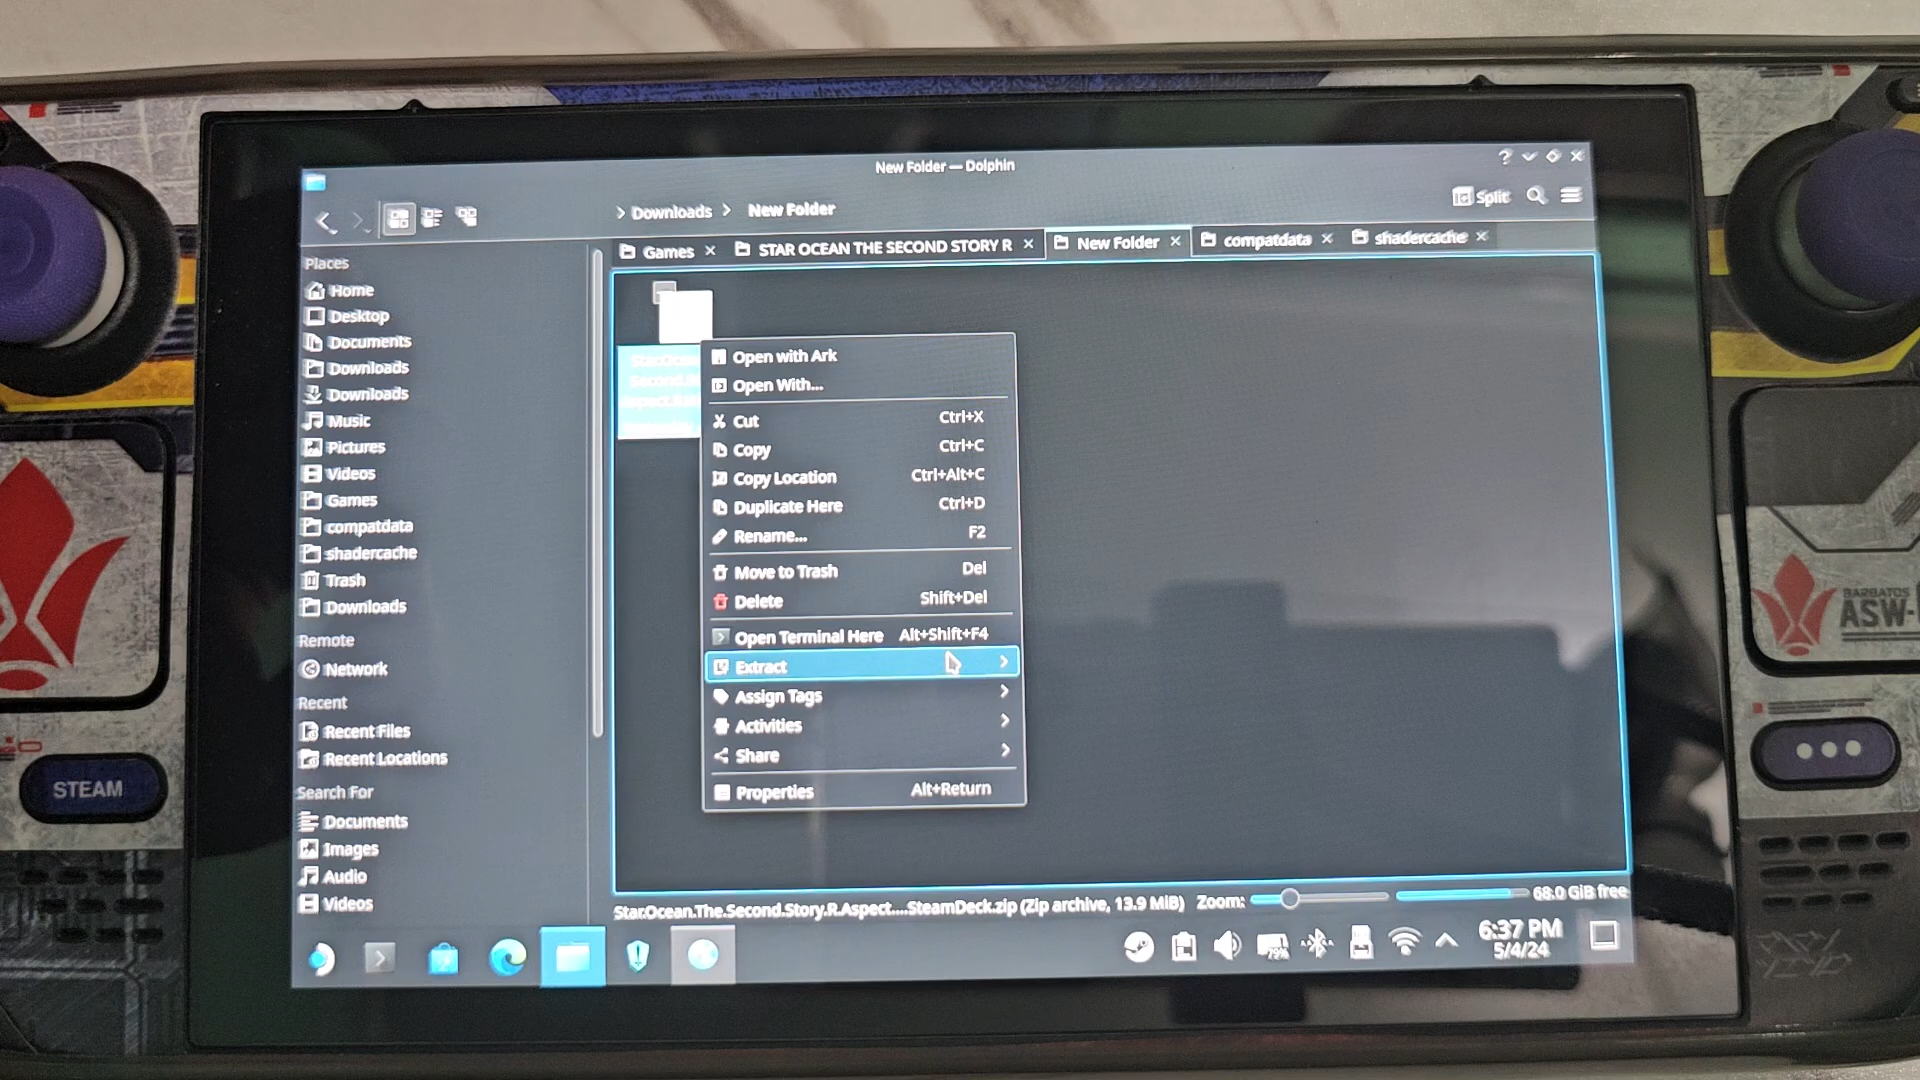 New Folder — Dolphin
Split
Downloads > New Folder
Games
STAR OCEAN THE SECOND STORY R
New Folder
compatdata
shadercache
Places
Home
Desktop
Documents
Downloads
Downloads
Music
Pictures
Videos
Games
compatdata
shadercache
Trash
Downloads
Remote
Network
Recent
Recent Files
Recent Locations
Search For
Documents
Images
Audio
Videos
Open with Ark
Open With...
Cut Ctrl+X
Copy Ctrl+C
Copy Location Ctrl+Alt+C
Duplicate Here Ctrl+D
Rename... F2
Move to Trash Del
Delete Shift+Del
Open Terminal Here Alt+Shift+F4
Extract
Assign Tags
Activities
Share
Properties Alt+Return
Star.Ocean.The.Second.Story.R.Aspect....SteamDeck.zip (Zip archive, 13.9 MiB)
Zoom:
68.0 GiB free
79%
6:37 PM
5/4/24
STEAM
BARBATOS
ASW-